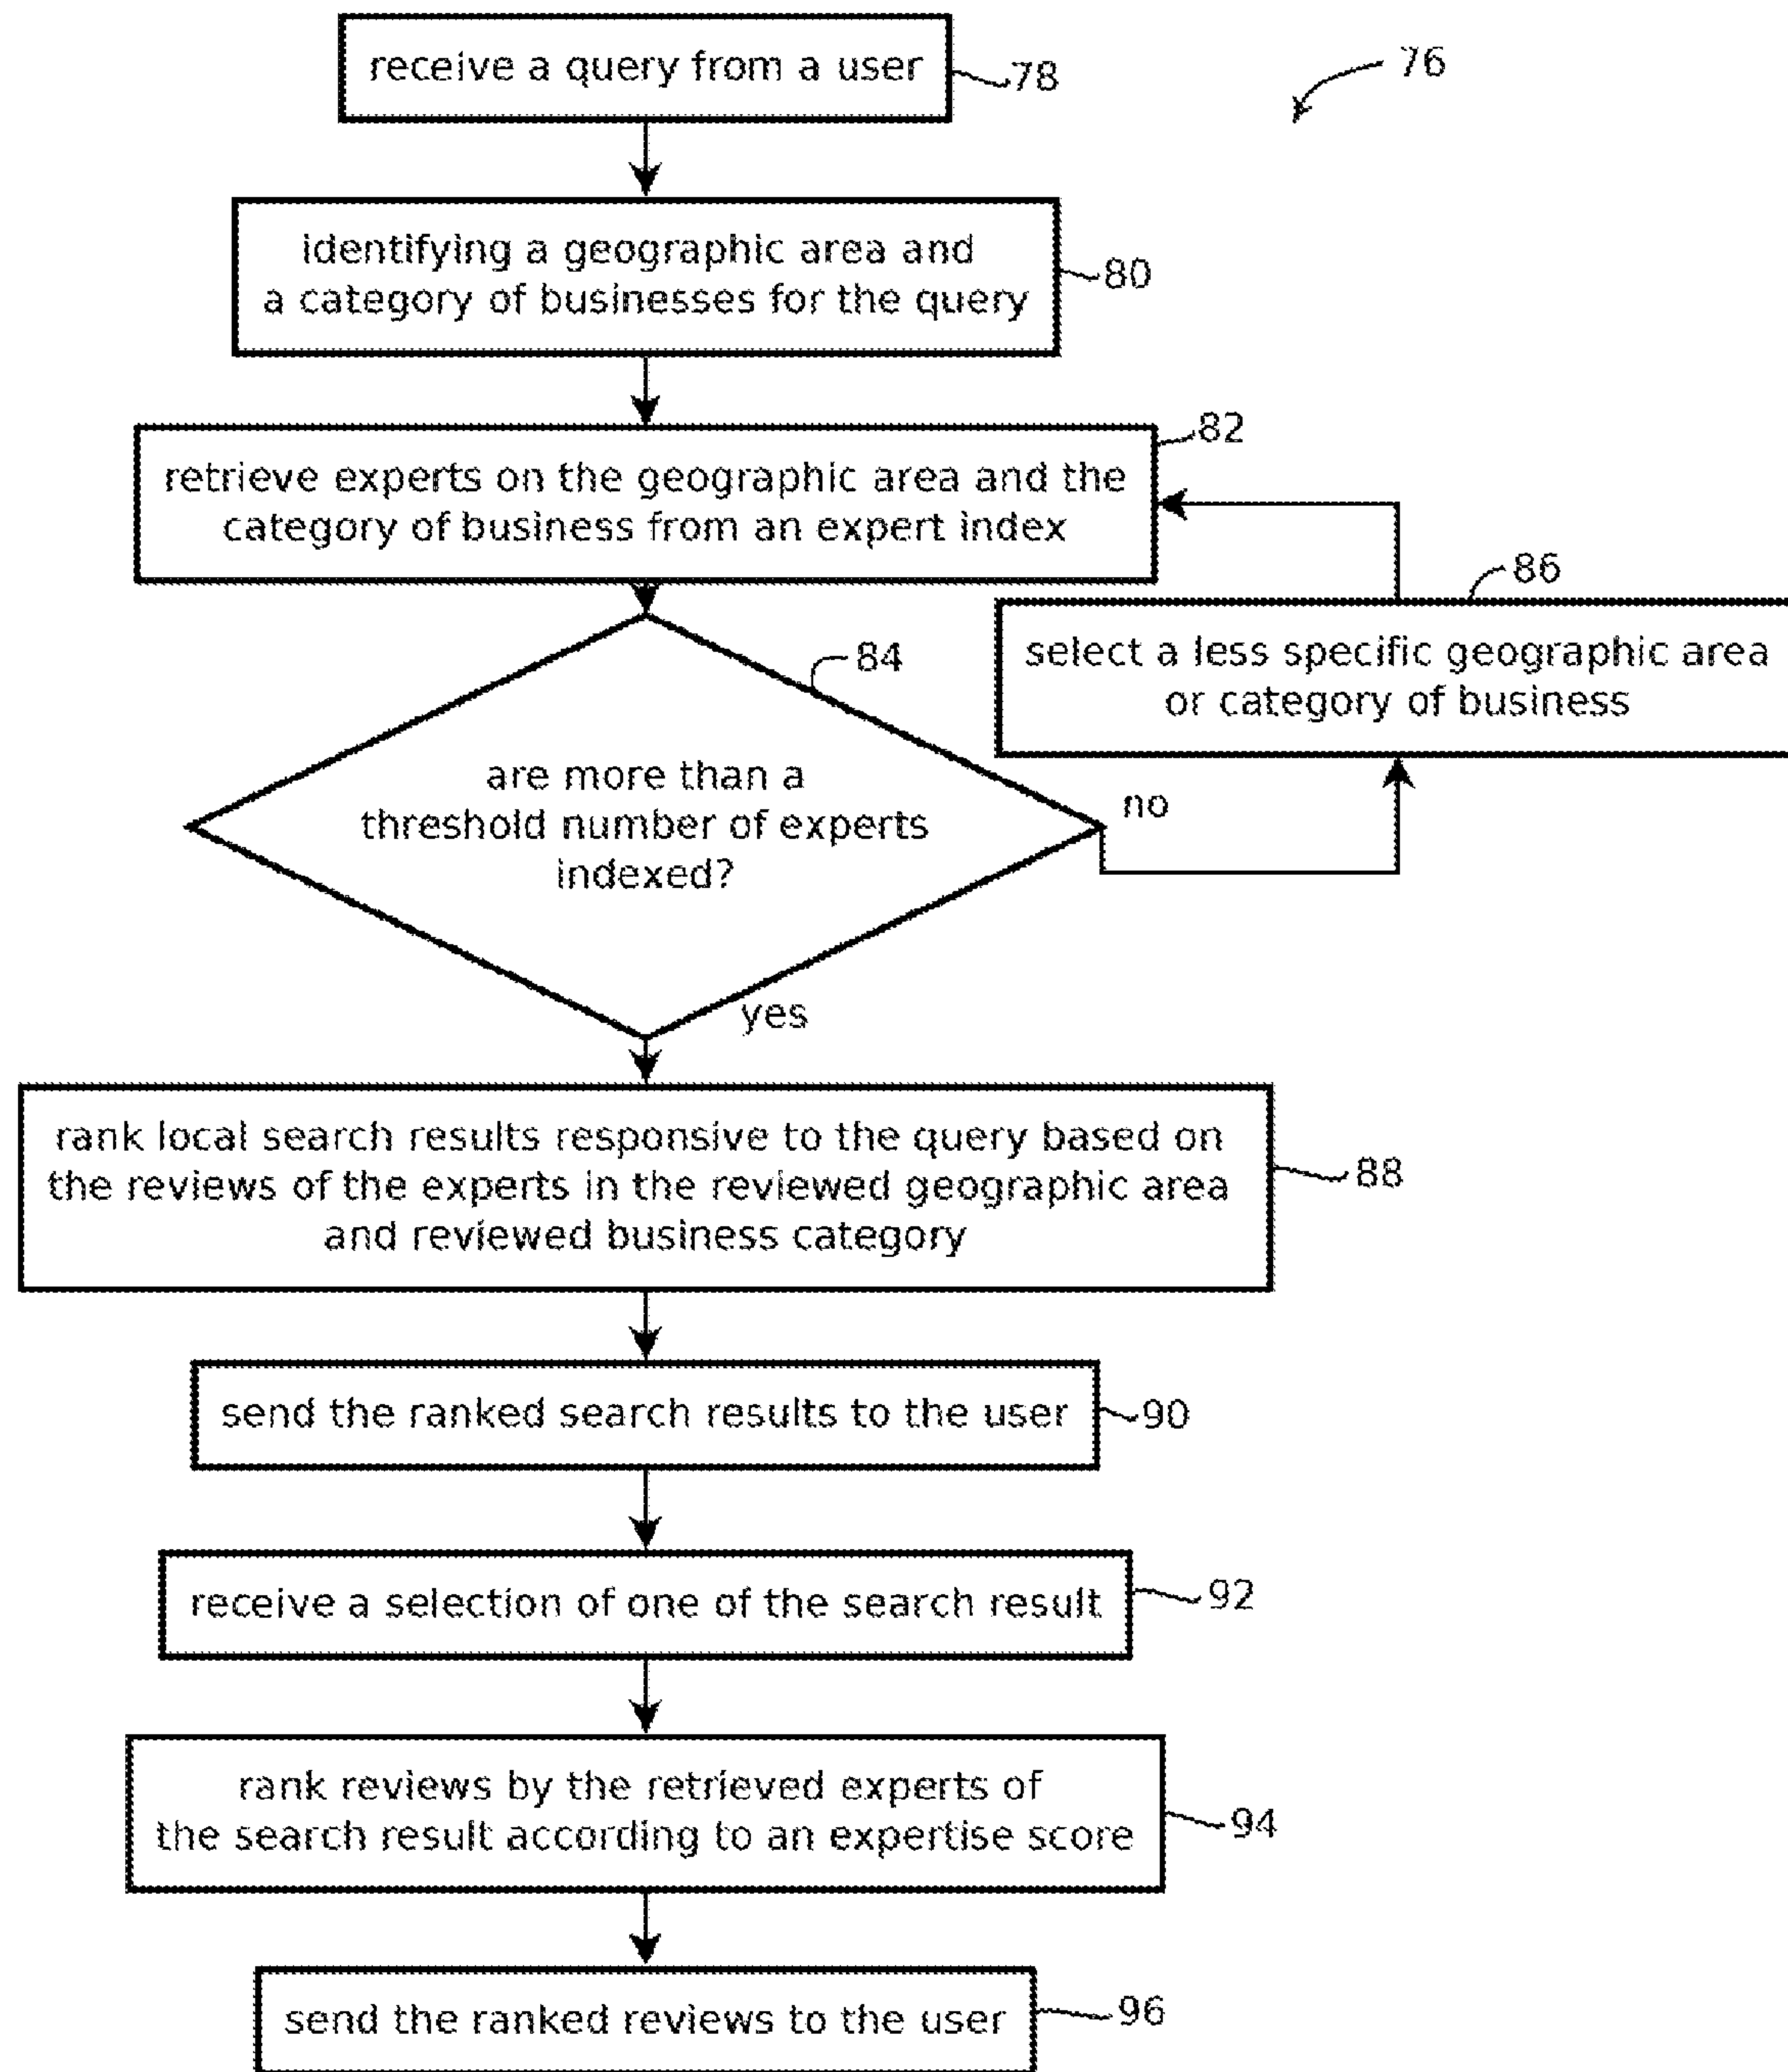 receive a query from a user
78
76
identifying a geographic area and
a category of businesses for the query
80
retrieve experts on the geographic area and the
category of business from an expert index
82
86
select a less specific geographic area
or category of business
84
are more than a
threshold number of experts
indexed?
no
yes
rank local search results responsive to the query based on
the reviews of the experts in the reviewed geographic area
and reviewed business category
88
send the ranked search results to the user
90
receive a selection of one of the search result
92
rank reviews by the retrieved experts of
the search result according to an expertise score
94
send the ranked reviews to the user
96